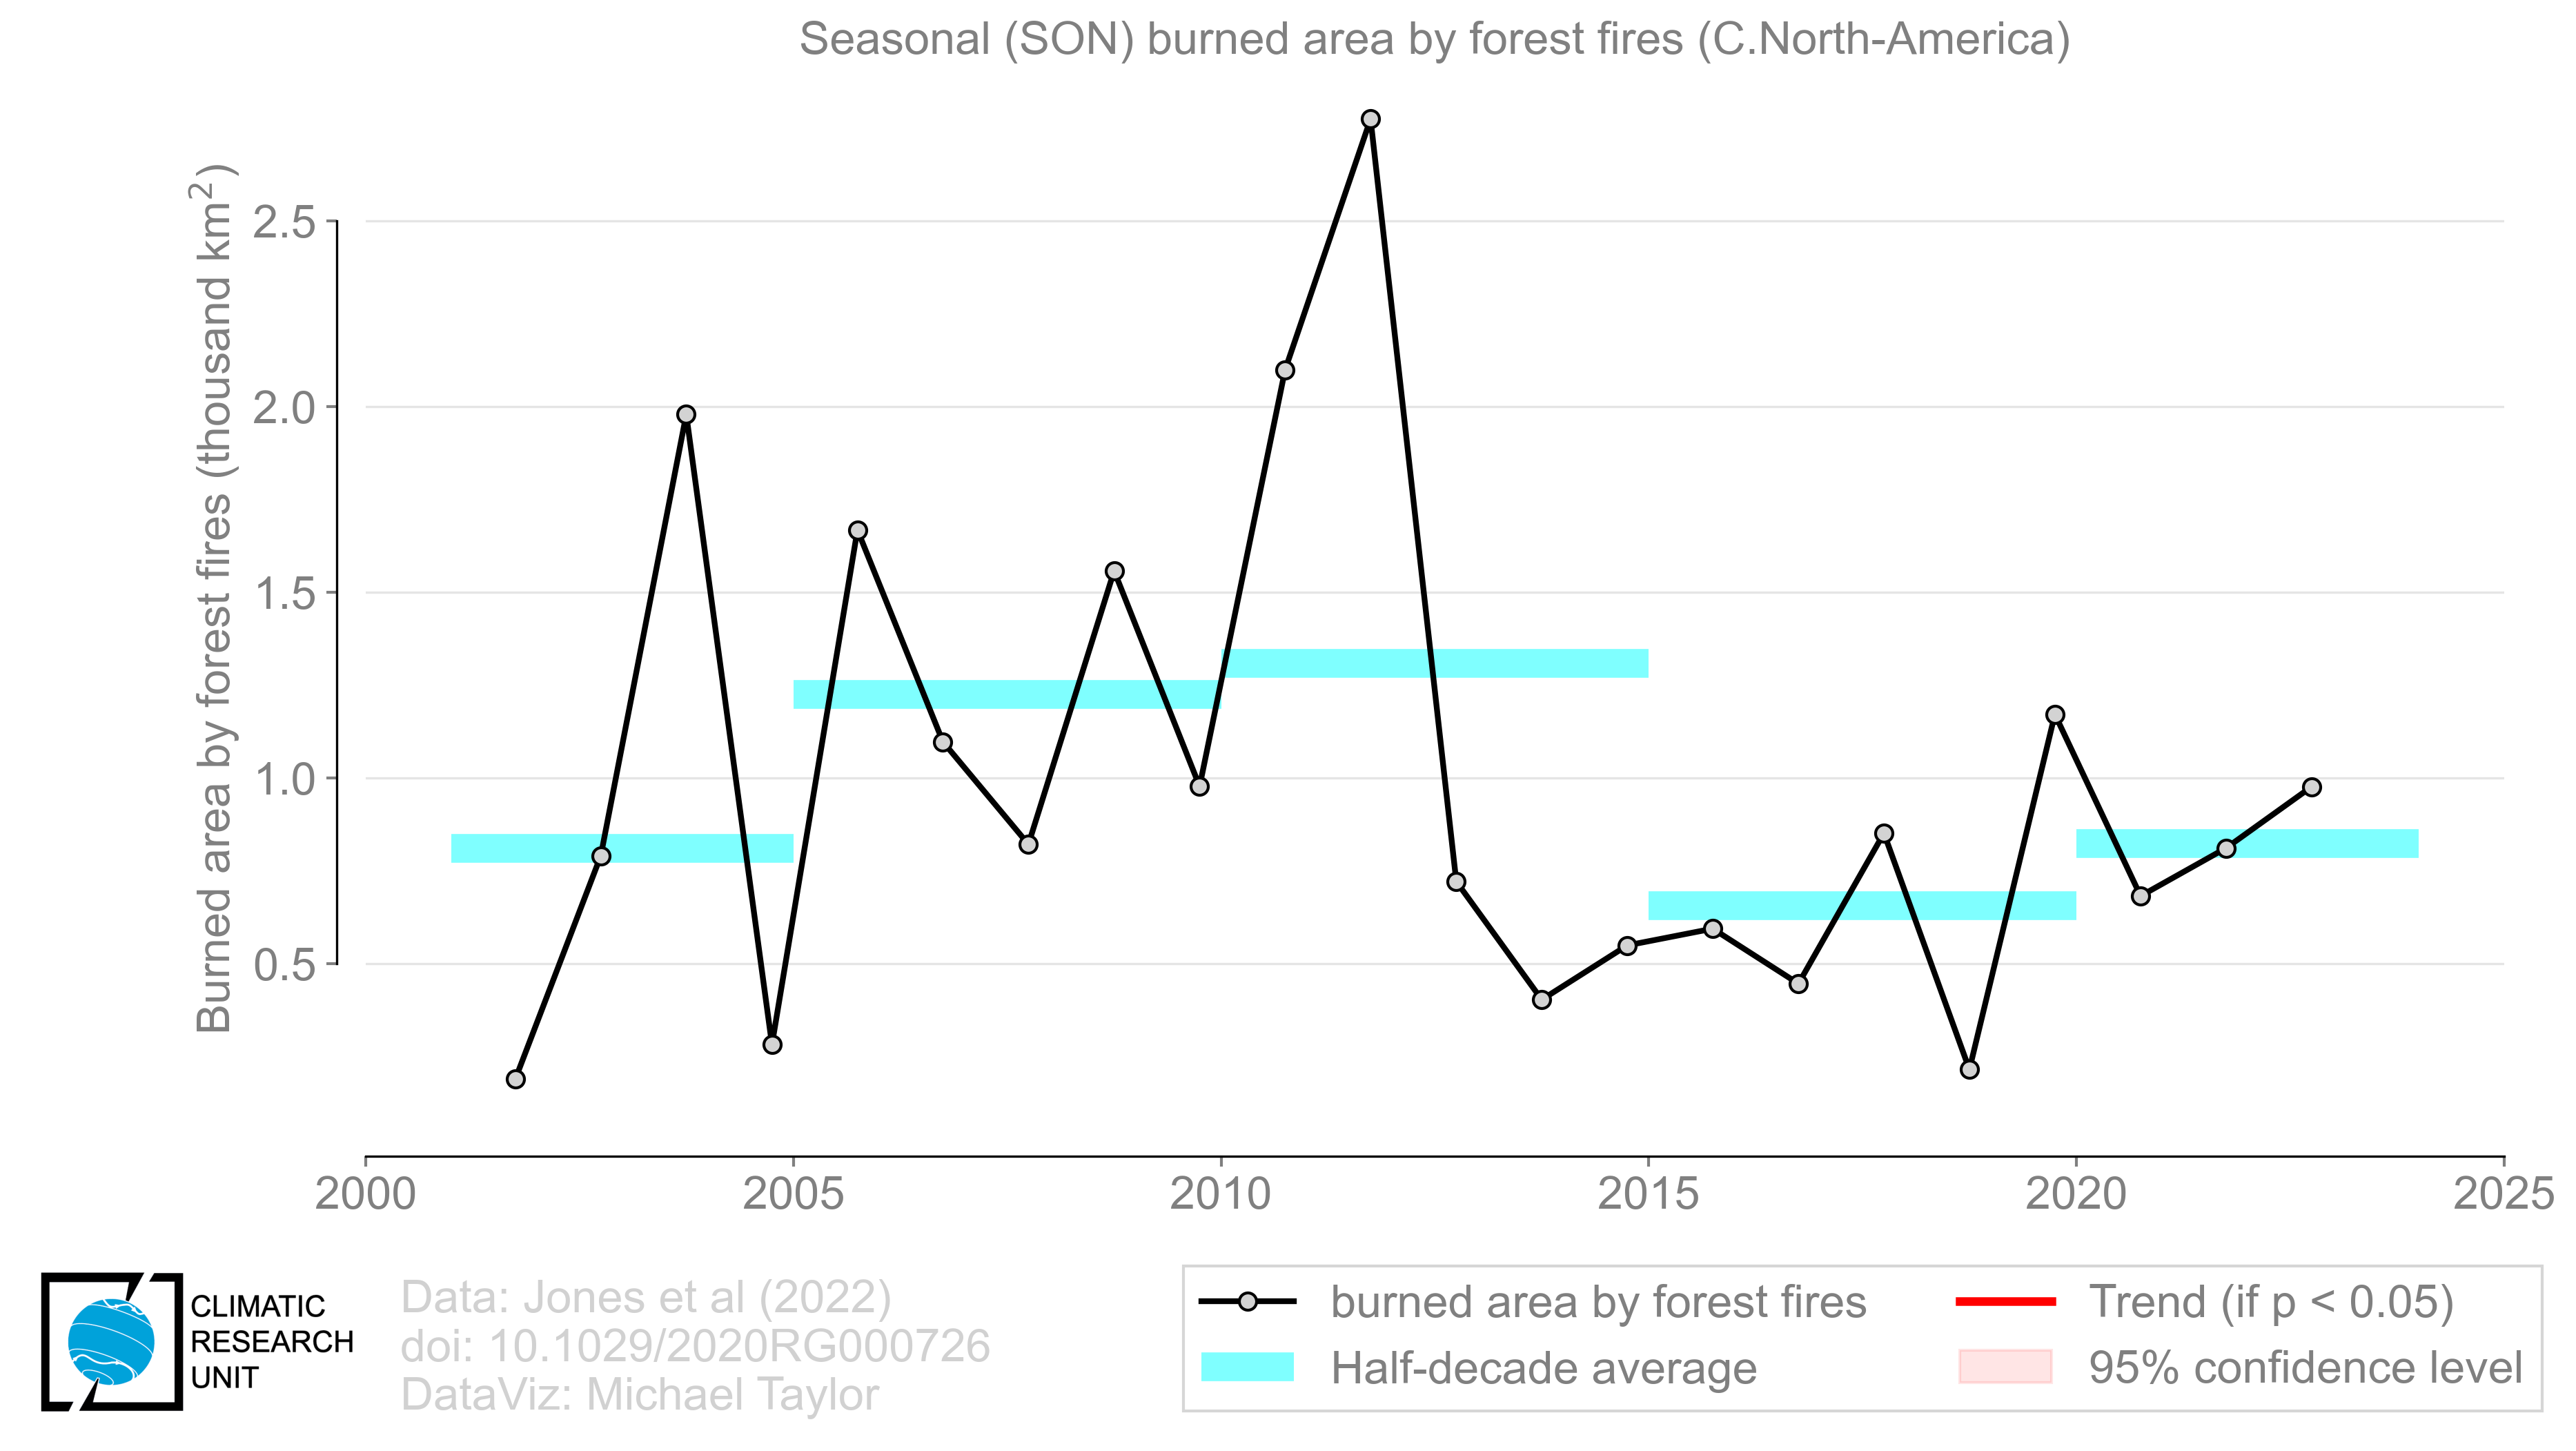 Seasonal (SON) burned area by forest fires (C.North-America)
Burned area by forest fires (thousand km²)
2.5
2.0
1.5
1.0
0.5
2000 2005 2010 2015 2020 2025
CLIMATIC
RESEARCH
UNIT
Data: Jones et al (2022)
doi: 10.1029/2020RG000726
DataViz: Michael Taylor
burned area by forest fires
Half-decade average
Trend (if p < 0.05)
95% confidence level